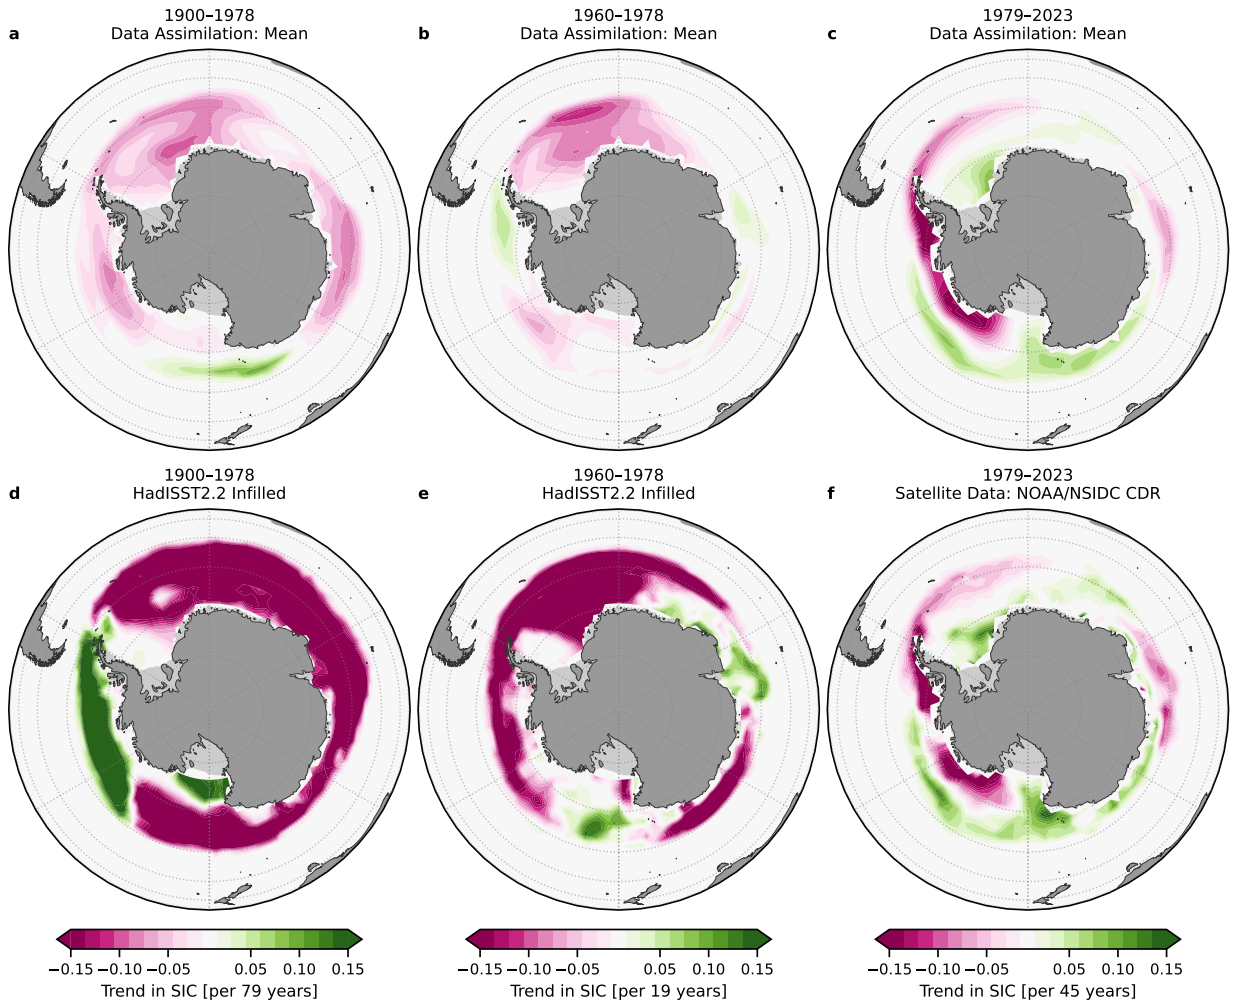 1900–1978
a Data Assimilation: Mean
1960–1978
b Data Assimilation: Mean
1979–2023
c Data Assimilation: Mean
1900–1978
d HadISST2.2 Infilled
1960–1978
e HadISST2.2 Infilled
1979–2023
f Satellite Data: NOAA/NSIDC CDR
−0.15 −0.10 −0.05 0.05 0.10 0.15
Trend in SIC [per 79 years]
−0.15 −0.10 −0.05 0.05 0.10 0.15
Trend in SIC [per 19 years]
−0.15 −0.10 −0.05 0.05 0.10 0.15
Trend in SIC [per 45 years]